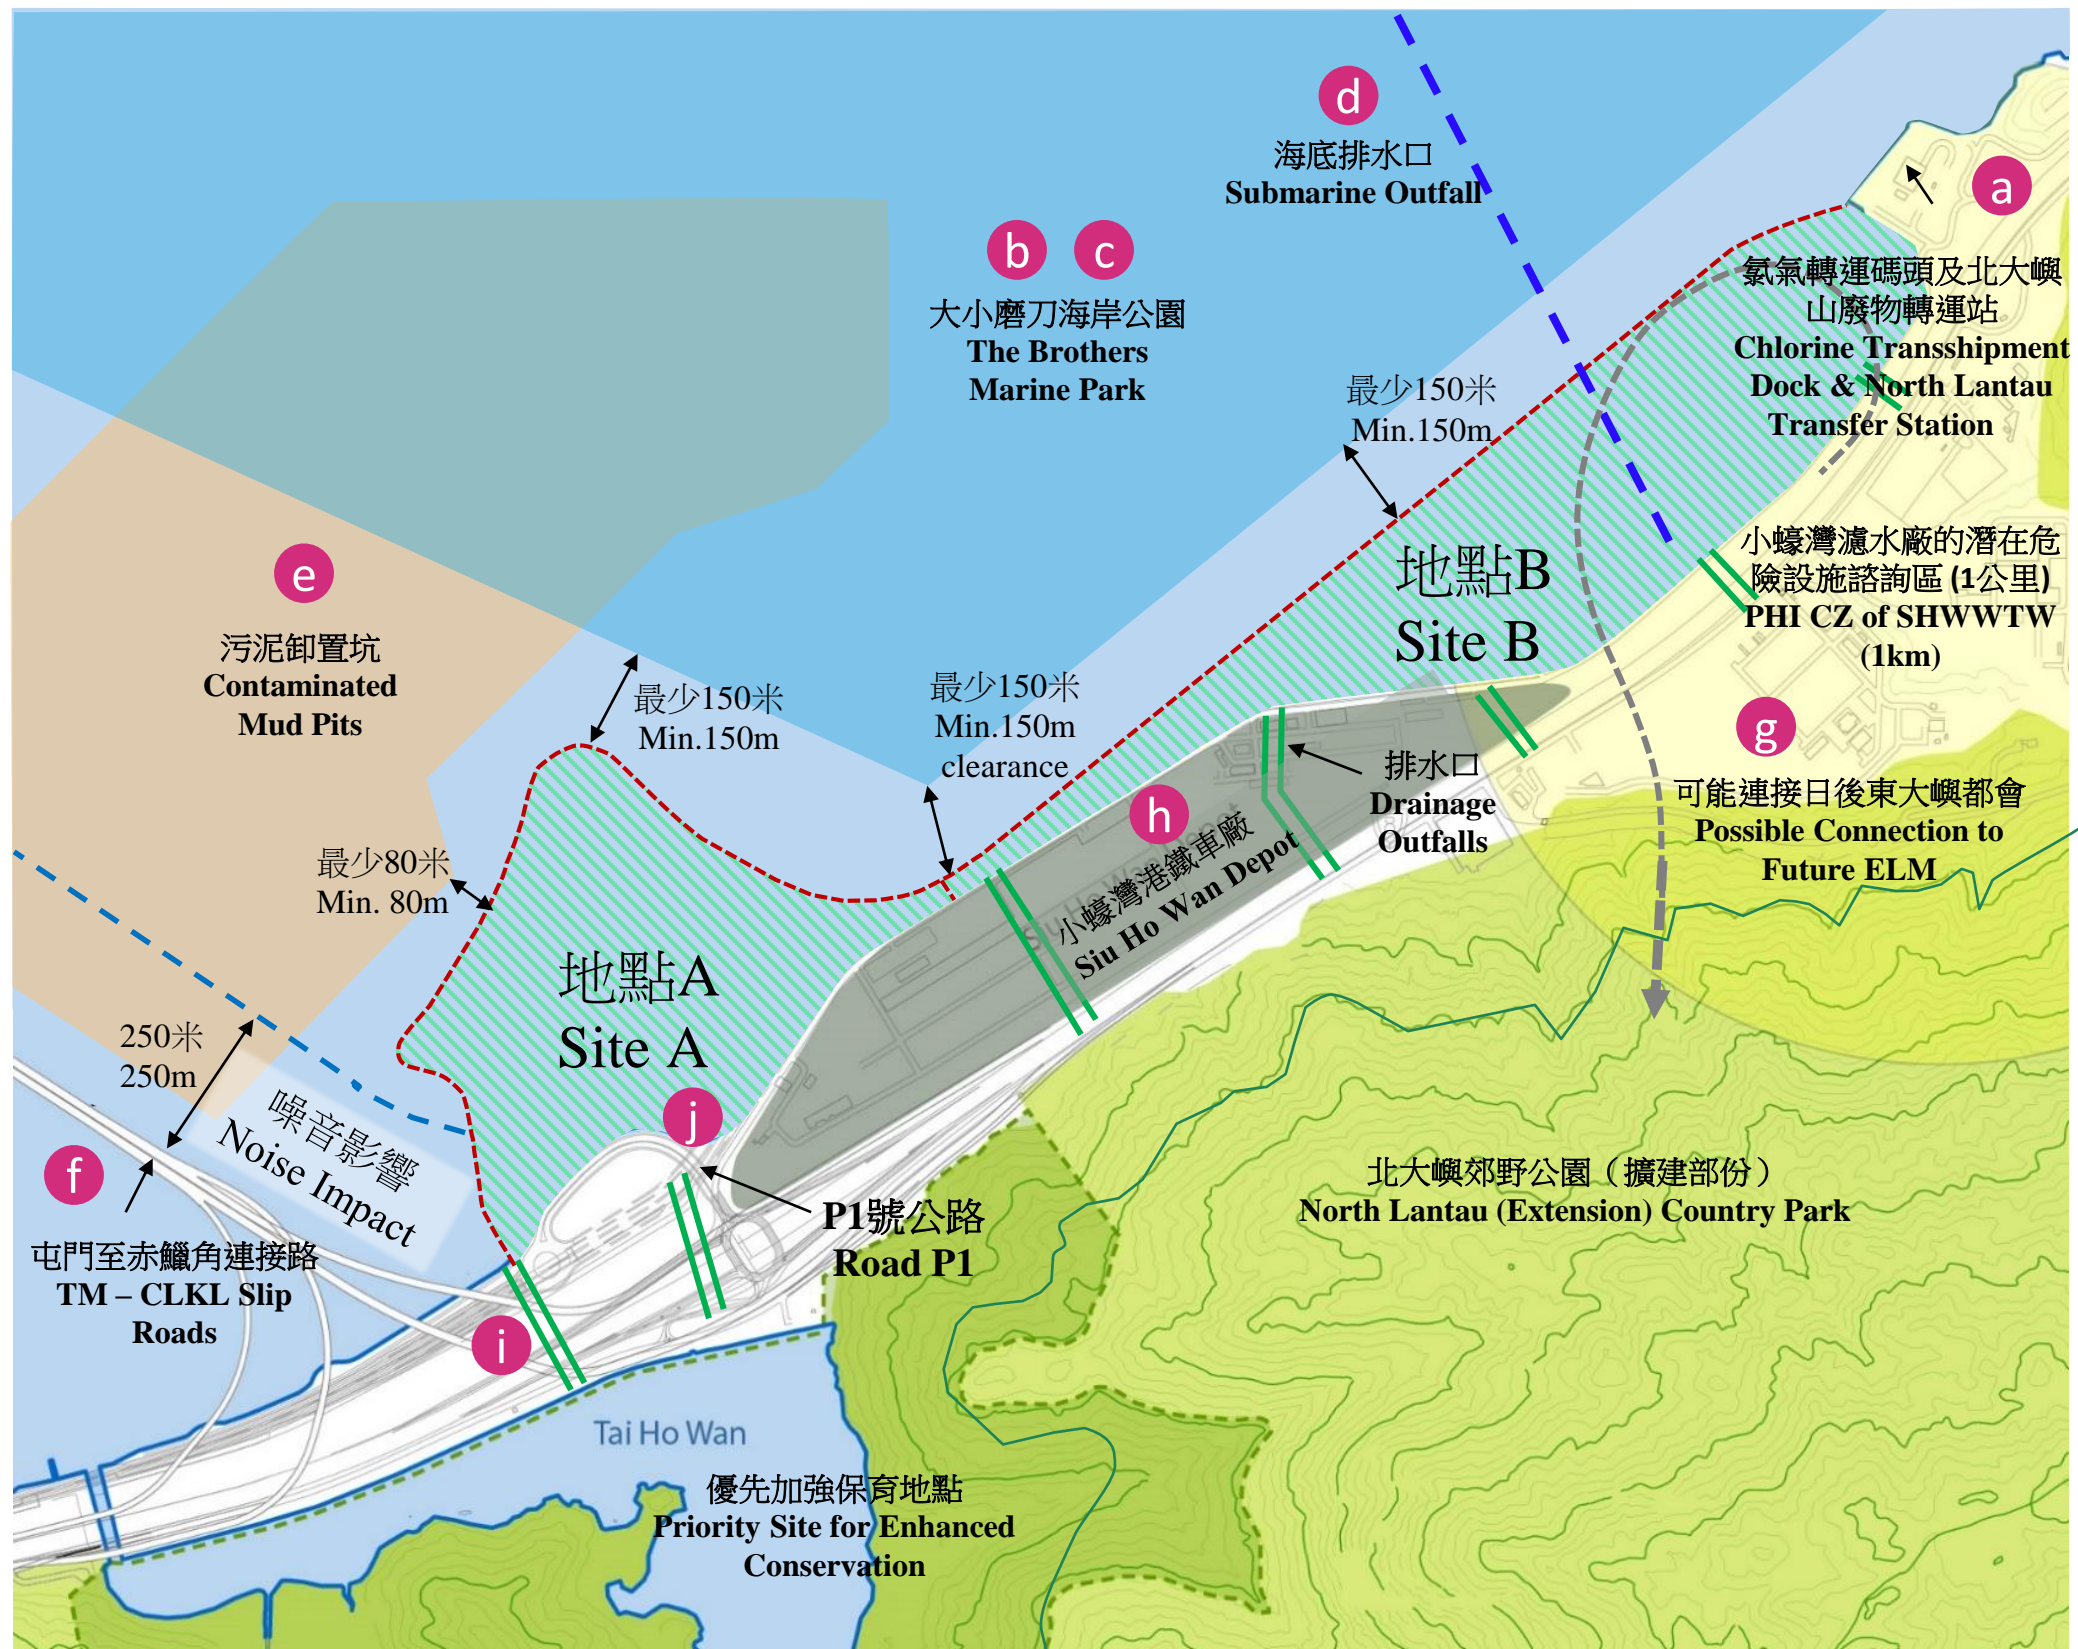 d
海底排水口
Submarine Outfall
a
氯氣轉運碼頭及北大嶼
山廢物轉運站
Chlorine Transshipment
Dock & North Lantau
Transfer Station
b
c
大小磨刀海岸公園
The Brothers
Marine Park
最少150米
Min.150m
e
污泥卸置坑
Contaminated
Mud Pits
地點B
Site B
小蠔灣濾水廠的潛在危
險設施諮詢區 (1公里)
PHI CZ of SHWWTW
(1km)
最少150米
Min.150m
最少150米
Min.150m
clearance
g
可能連接日後東大嶼都會
Possible Connection to
Future ELM
排水口
Drainage
Outfalls
h
小蠔灣港鐵車廠
Siu Ho Wan Depot
最少80米
Min. 80m
地點A
Site A
250米
250m
噪音影響
Noise Impact
f
屯門至赤鱲角連接路
TM – CLKL Slip
Roads
j
P1號公路
Road P1
北大嶼郊野公園（擴建部份）
North Lantau (Extension) Country Park
i
Tai Ho Wan
優先加強保育地點
Priority Site for Enhanced
Conservation